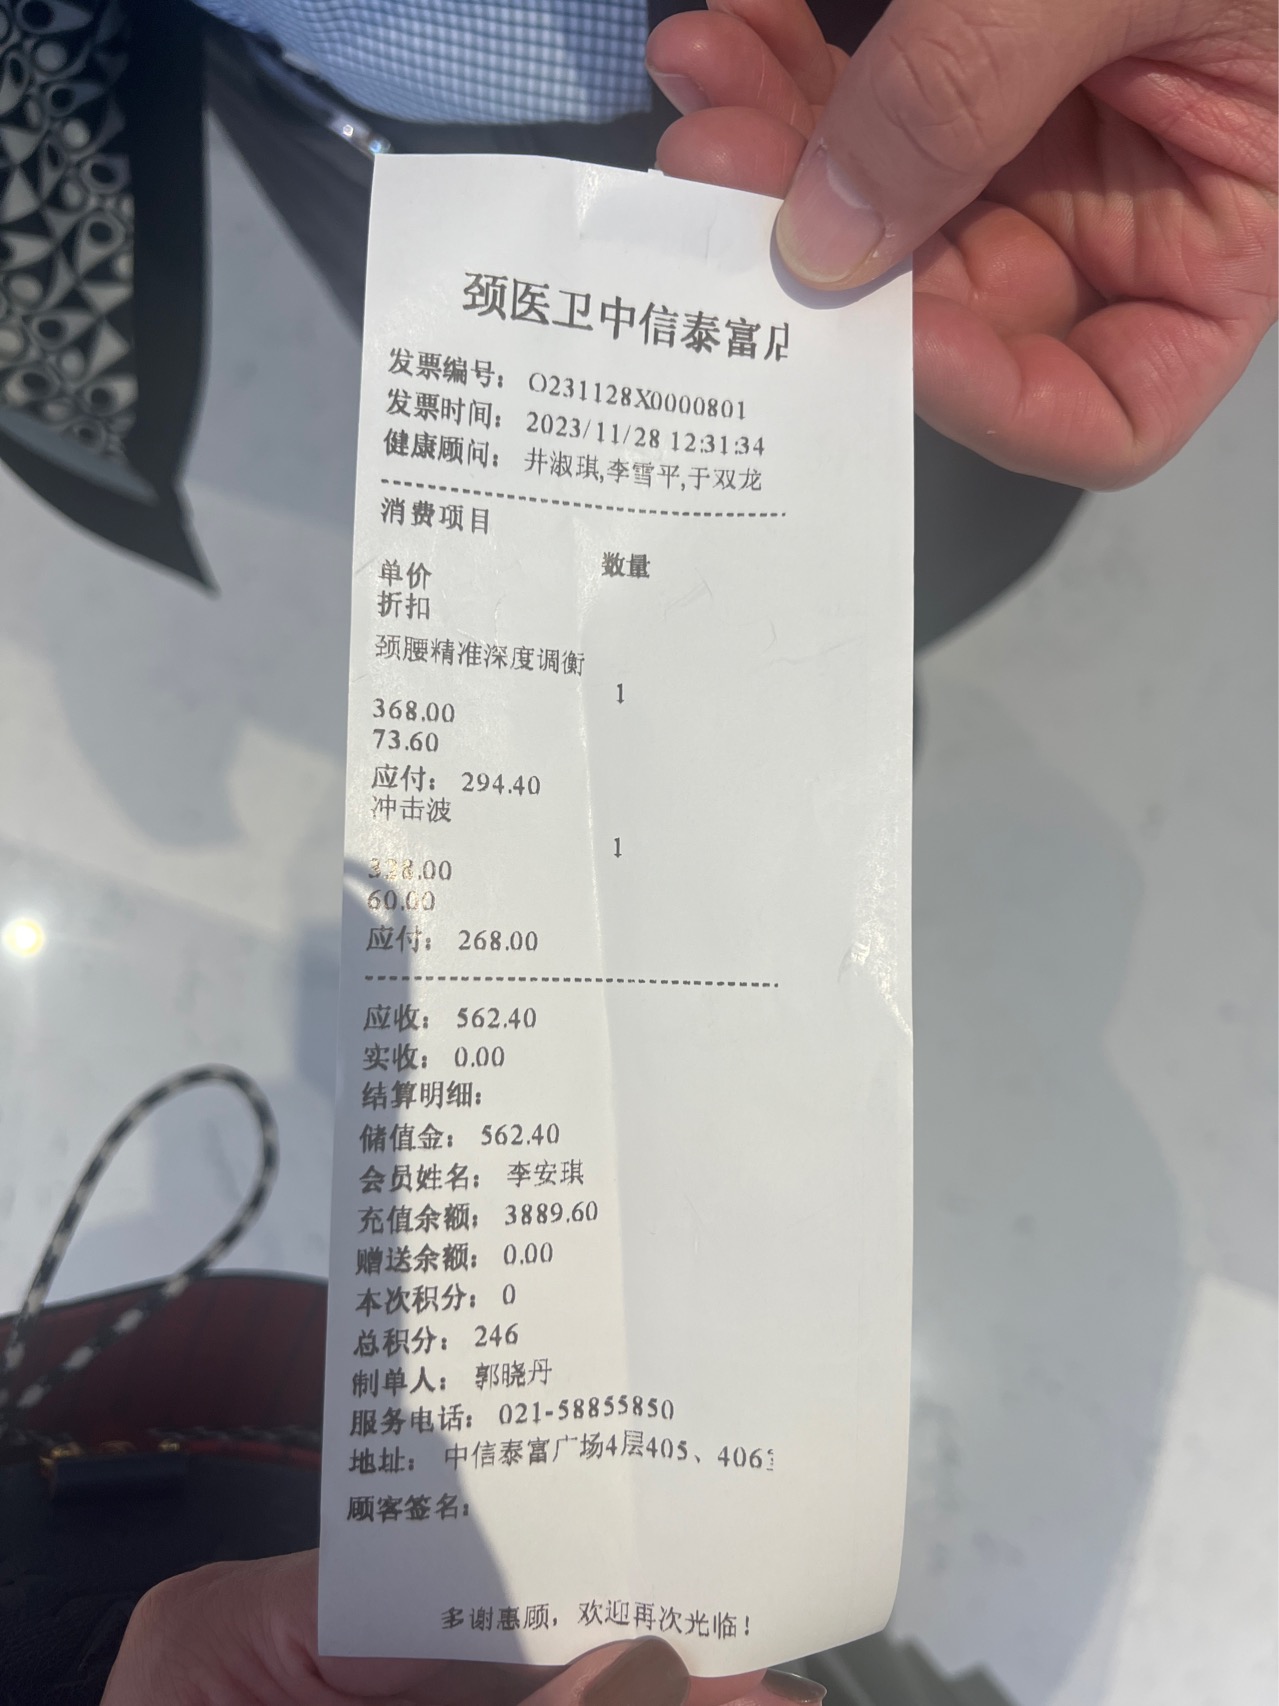 颈医卫中信泰富店
发票编号： O231128X0000801
发票时间： 2023/11/28 12:31:34
健康顾问： 井淑琪,李雪平,于双龙
消费项目
数量
单价
折扣
颈腰精准深度调衡
1
368.00
73.60
应付： 294.40
冲击波
1
328.00
60.00
应付： 268.00
应收： 562.40
实收： 0.00
结算明细：
储值金： 562.40
会员姓名： 李安琪
充值余额： 3889.60
赠送余额： 0.00
本次积分： 0
总积分： 246
制单人： 郭晓丹
服务电话： 021-58855850
地址： 中信泰富广场4层405、406
顾客签名：
多谢惠顾，欢迎再次光临！